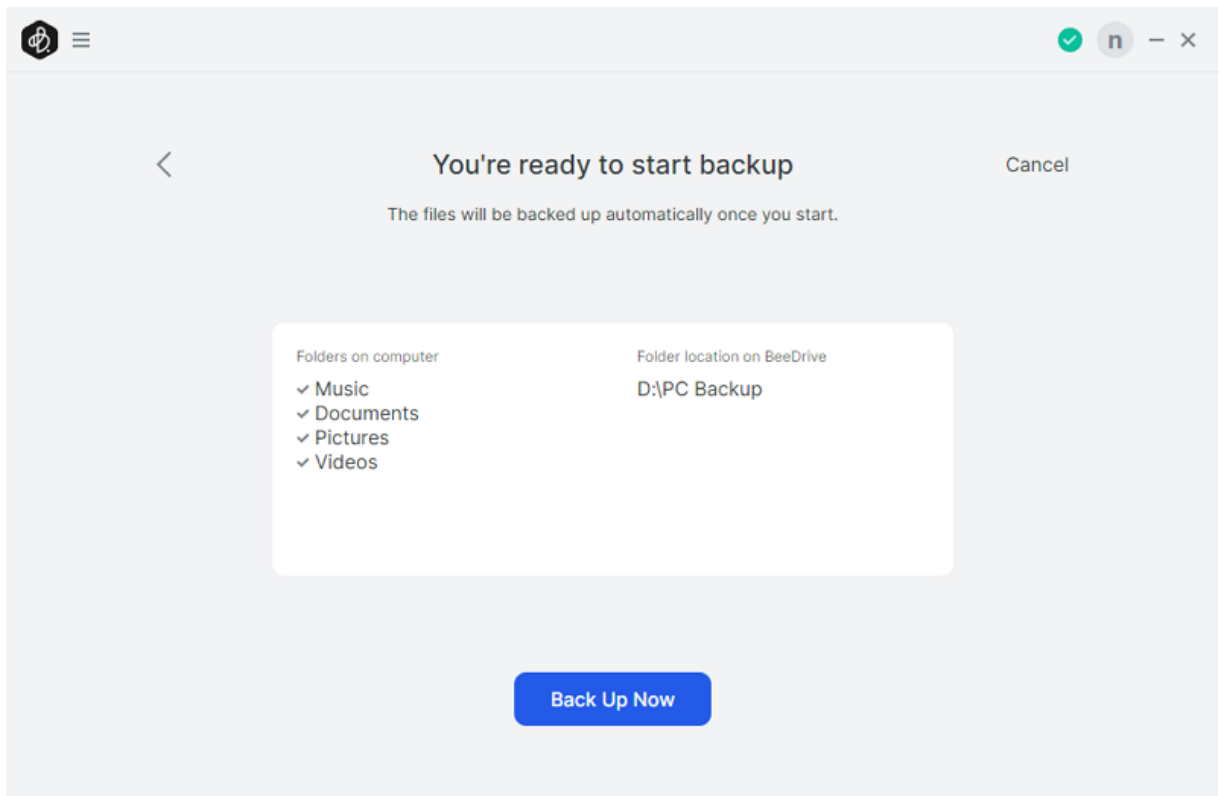 n
You're ready to start backup
Cancel
The files will be backed up automatically once you start.
Folders on computer
Music
Documents
Pictures
Videos
Folder location on BeeDrive
D:\PC Backup
Back Up Now